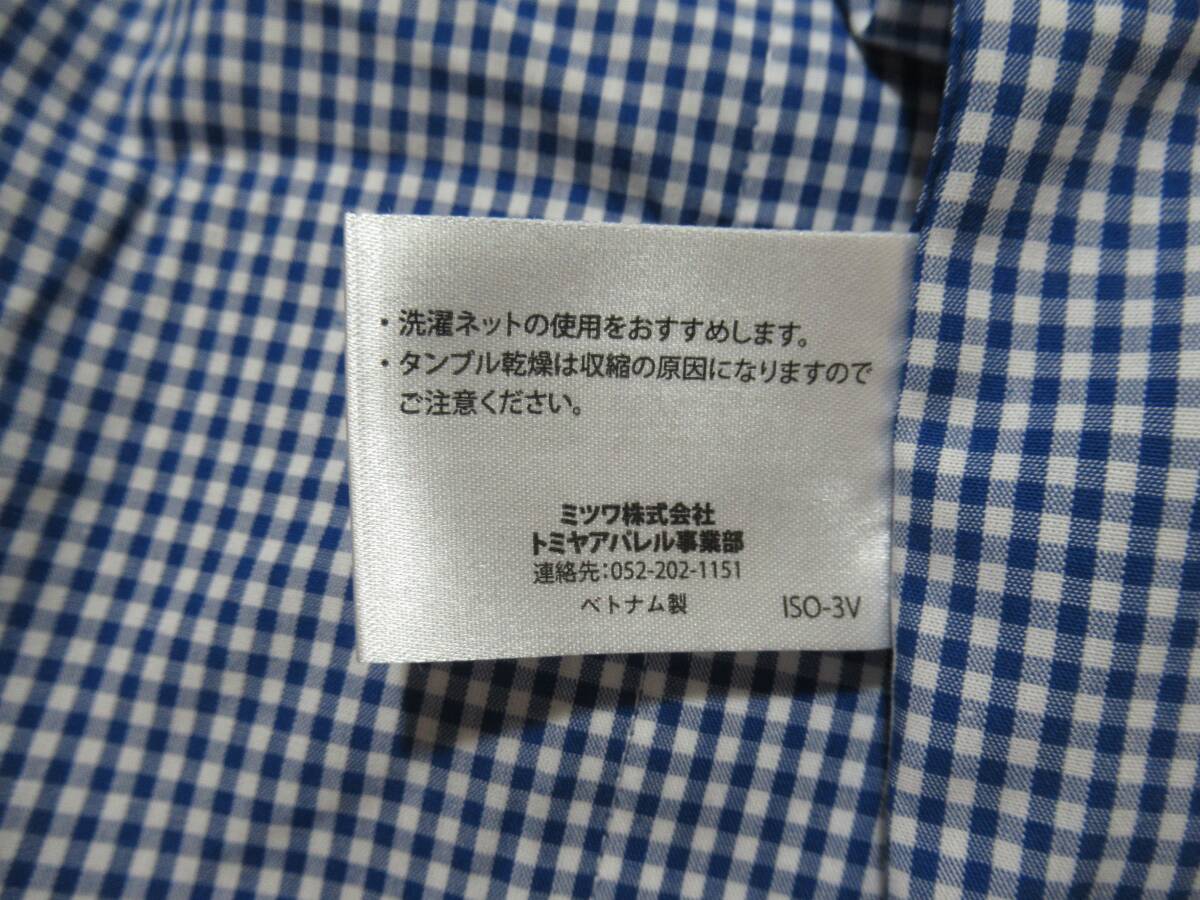 ・洗濯ネットの使用をおすすめします。
・タンブル乾燥は収縮の原因になりますので
ご注意ください。
ミツワ株式会社
トミヤアパレル事業部
連絡先:052-202-1151
ベトナム製 ISO-3V